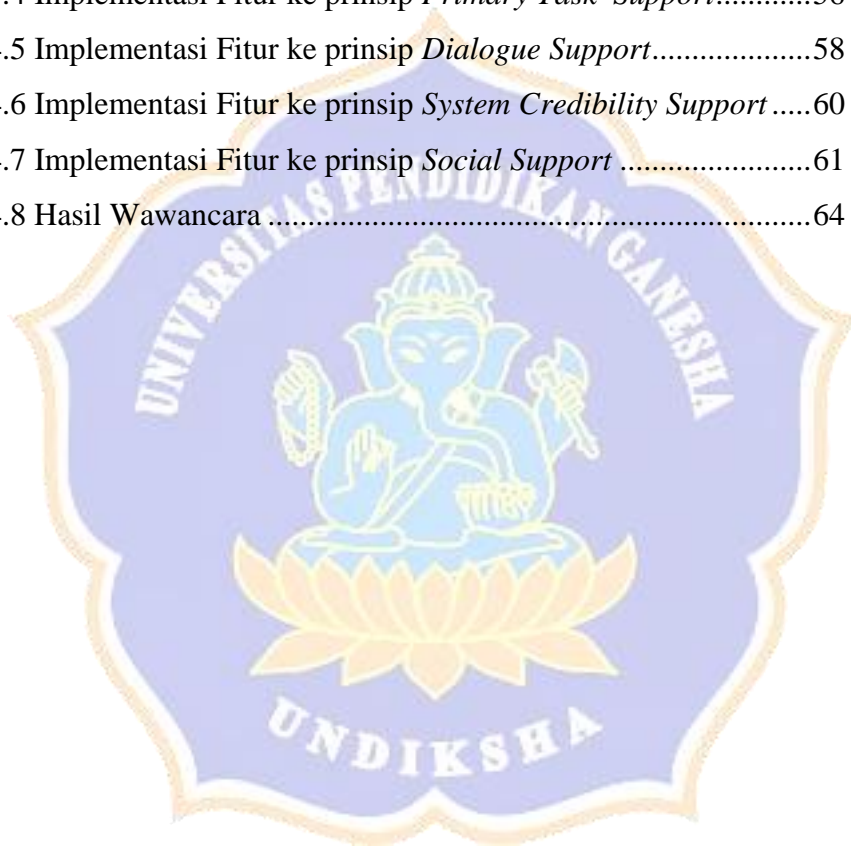 .4 Implementasi Fitur ke prinsip Primary Task Support............56
.5 Implementasi Fitur ke prinsip Dialogue Support....................58
.6 Implementasi Fitur ke prinsip System Credibility Support.....60
.7 Implementasi Fitur ke prinsip Social Support ......................61
.8 Hasil Wawancara ...............................................................64
UNIVERSITAS PENDIDIKAN GANESHA
UNDIKSHA